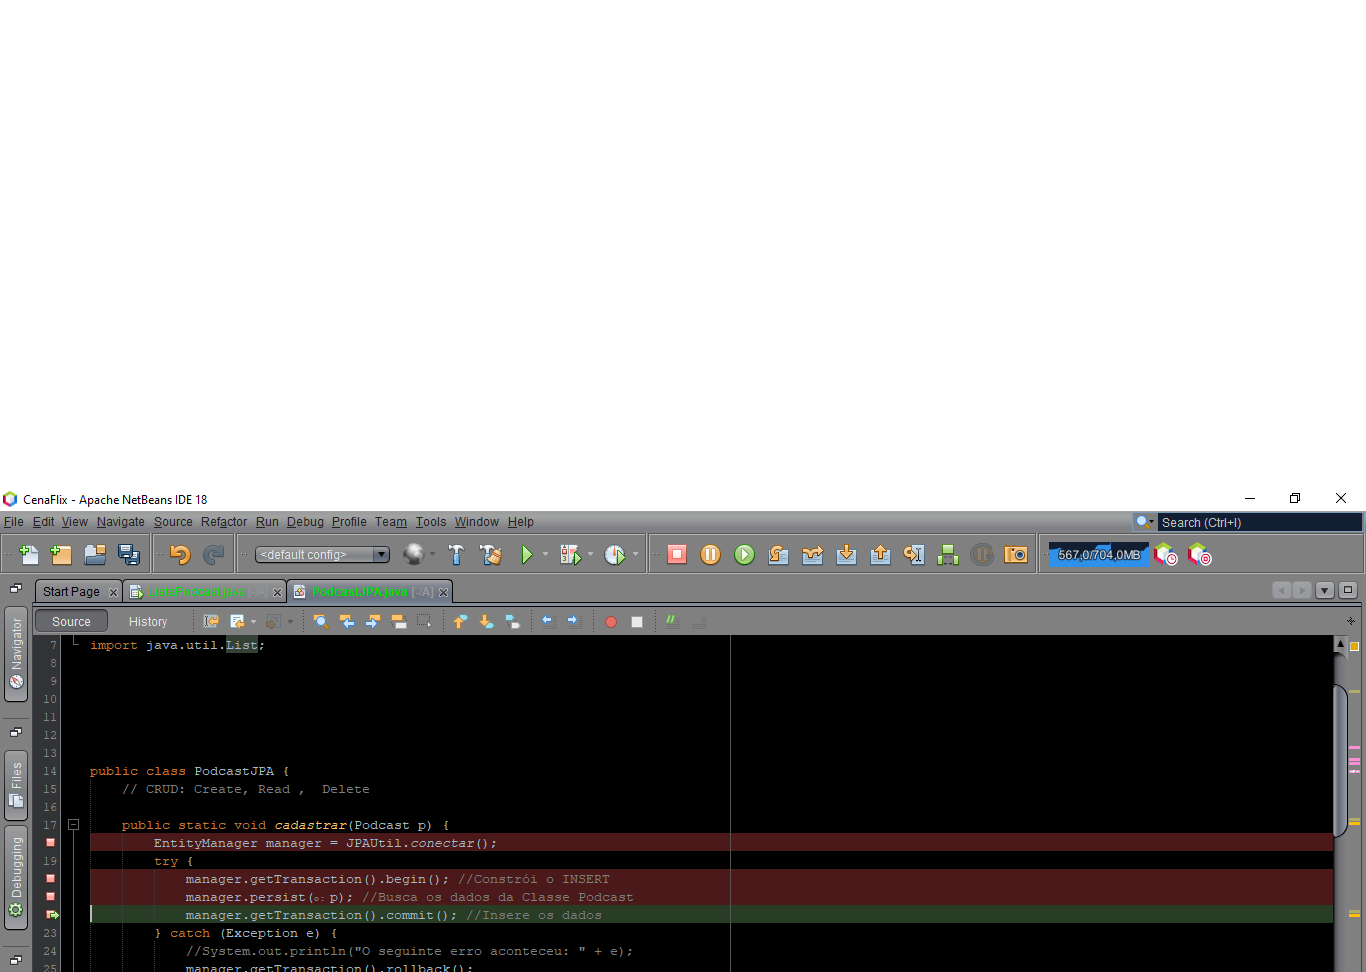 CenaFlix - Apache NetBeans IDE 18
File Edit View Navigate Source Refactor Run Debug Profile Team Tools Window Help
Search (Ctrl+I)
<default config>
567,0/704,0MB
Start Page
[-/A]
PodcastJPA.java [-/A]
Source History
Navigator
Files
Debugging
7 import java.util.List;
8
9
10
11
12
13
14 public class PodcastJPA {
15 // CRUD: Create, Read , Delete
16
17 public static void cadastrar(Podcast p) {
EntityManager manager = JPAUtil.conectar();
19 try {
manager.getTransaction().begin(); //Constrói o INSERT
manager.persist(o: p); //Busca os dados da Classe Podcast
manager.getTransaction().commit(); //Insere os dados
23 } catch (Exception e) {
24 //System.out.println("O seguinte erro aconteceu: " + e);
25 manager.getTransaction().rollback();